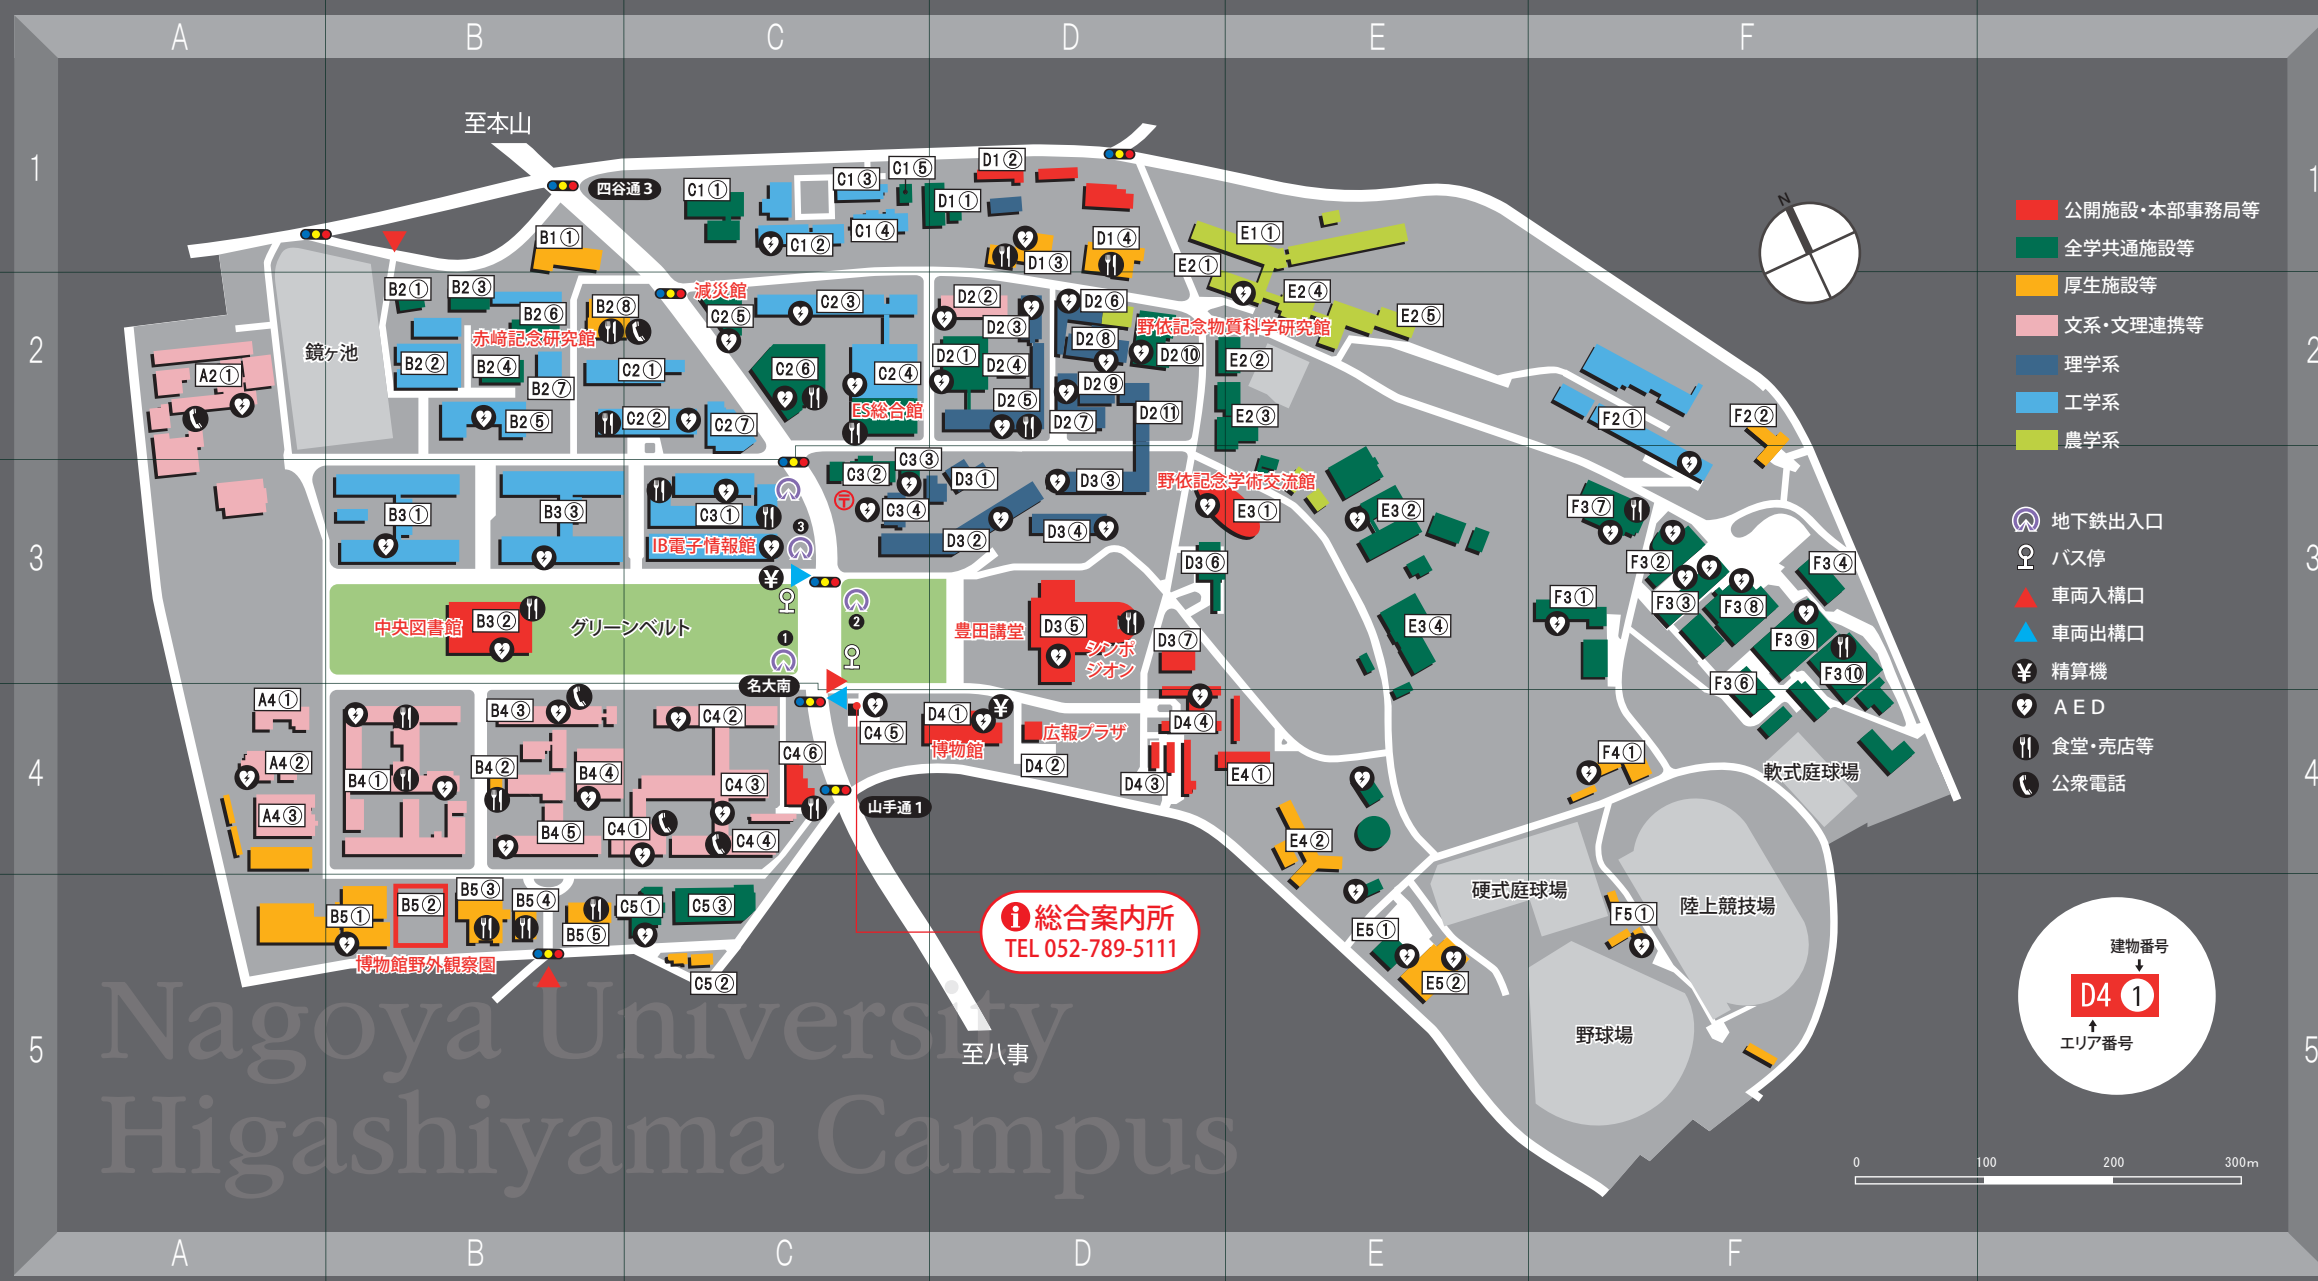 A B C D E F
至本山
1 1
四谷通3
C1① C1③ C1⑤ D1② D1① C1② C1④ D1③ D1④ E1① E2①
B1①
N
公開施設・本部事務局等
全学共通施設等
厚生施設等
文系・文理連携等
理学系
工学系
農学系
2 2
鏡ヶ池
A2①
B2① B2③ B2⑥ B2⑧
赤﨑記念研究館
B2② B2④ B2⑦ B2⑤
減災館
C2⑤ C2③ C2① C2⑥ C2④ C2② C2⑦
ES総合館
D2② D2③ D2⑥ D2⑧ D2① D2④ D2⑩ D2⑨ D2⑤ D2⑦ D2⑪
野依記念物質科学研究館
E2④ E2⑤ E2② E2③
F2① F2②
3 3
B3① B3③ C3①
IB電子情報館
C3② C3③ C3④
〒
D3① D3② D3③ D3④
野依記念学術交流館
E3① E3② E3④
D3⑥
F3⑦ F3② F3④ F3① F3③ F3⑧ F3⑨ F3⑩ F3⑥
中央図書館
B3②
グリーンベルト
3
¥
1
2
豊田講堂
D3⑤
シンポ
ジオン
D3⑦
名大南
地下鉄出入口
バス停
車両入構口
車両出構口
¥ 精算機
AED
食堂・売店等
公衆電話
4 4
A4① A4② A4③
B4③ B4① B4② B4④ B4⑤
C4② C4③ C4① C4④ C4⑥ C4⑤
D4①
博物館
¥
広報プラザ
D4② D4④ D4③ E4①
山手通1
E4②
F4①
軟式庭球場
硬式庭球場
陸上競技場
B5① B5② B5③ B5④ B5⑤ C5① C5③ C5②
博物館野外観察園
i 総合案内所
TEL 052-789-5111
E5① E5② F5①
野球場
至八事
5 5
Nagoya University
Higashiyama Campus
建物番号
D4 1
エリア番号
0 100 200 300m
A B C D E F